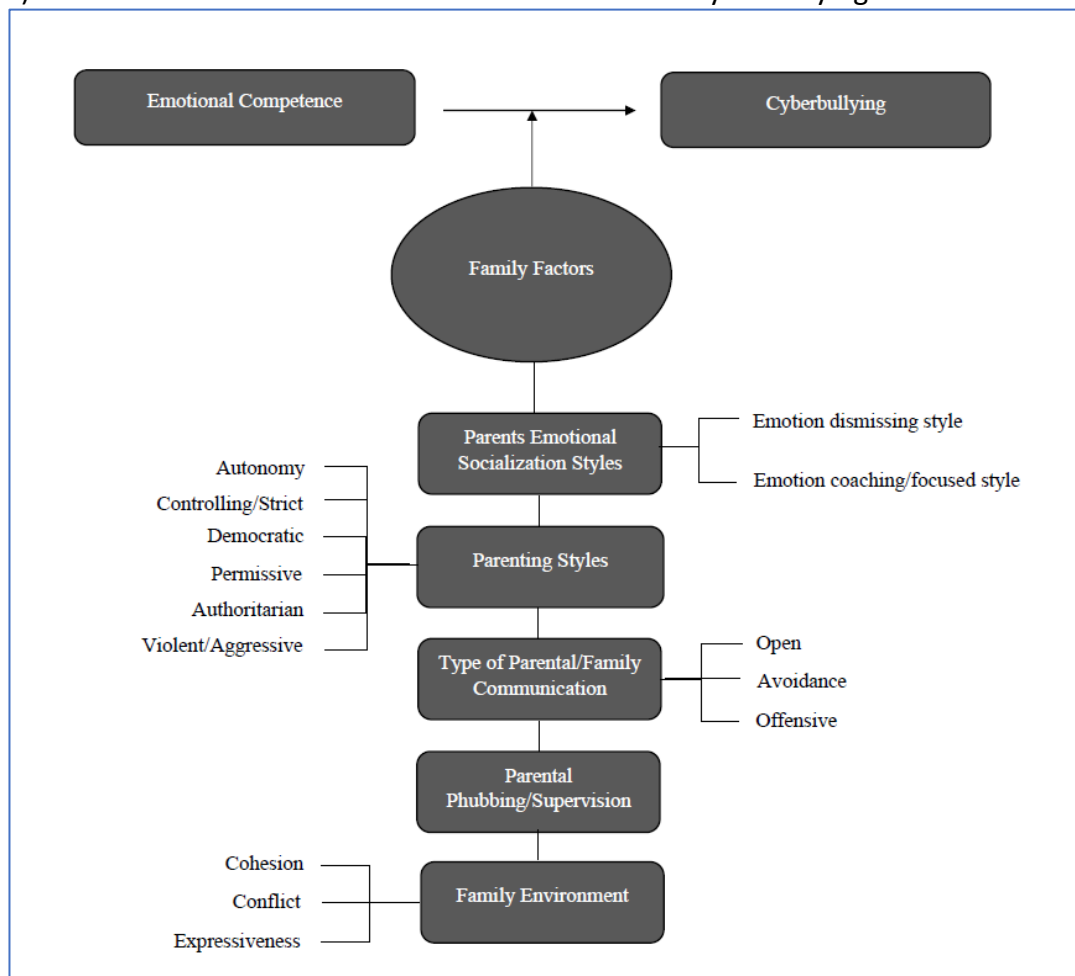 Emotional Competence
Cyberbullying
Family Factors
Parents Emotional
Socialization Styles
Emotion dismissing style
Emotion coaching/focused style
Autonomy
Controlling/Strict
Democratic
Permissive
Authoritarian
Violent/Aggressive
Parenting Styles
Type of Parental/Family
Communication
Open
Avoidance
Offensive
Parental
Phubbing/Supervision
Cohesion
Conflict
Expressiveness
Family Environment